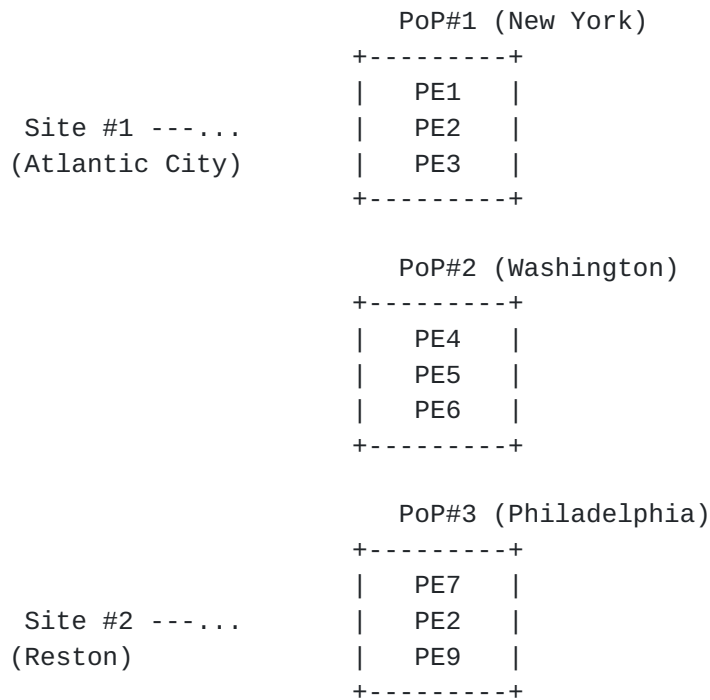 PoP#1 (New York)
+---------+
| PE1 |
Site #1 ---... | PE2 |
(Atlantic City) | PE3 |
+---------+
PoP#2 (Washington)
+---------+
| PE4 |
| PE5 |
| PE6 |
+---------+
PoP#3 (Philadelphia)
+---------+
| PE7 |
Site #2 ---... | PE2 |
(Reston) | PE9 |
+---------+